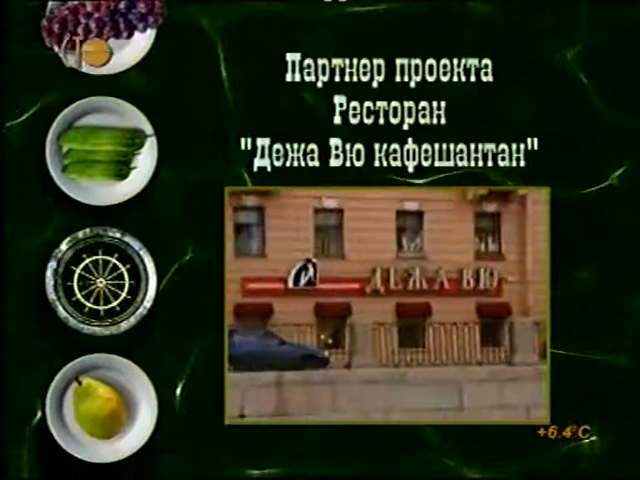 Партнер проекта
Ресторан
"Дежа Вю кафешантан"
ДЕЖА ВЮ
+6.4°C